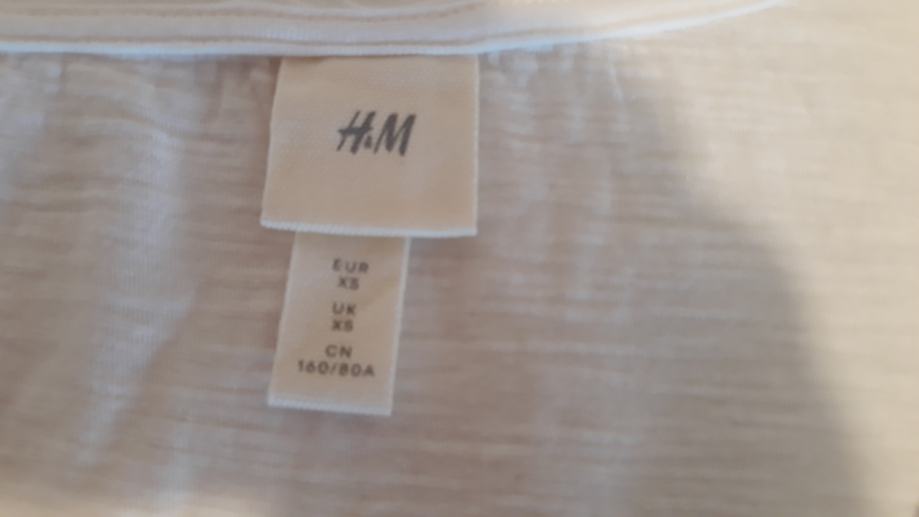 H&M
EUR
XS
UK
XS
CN
160/80A